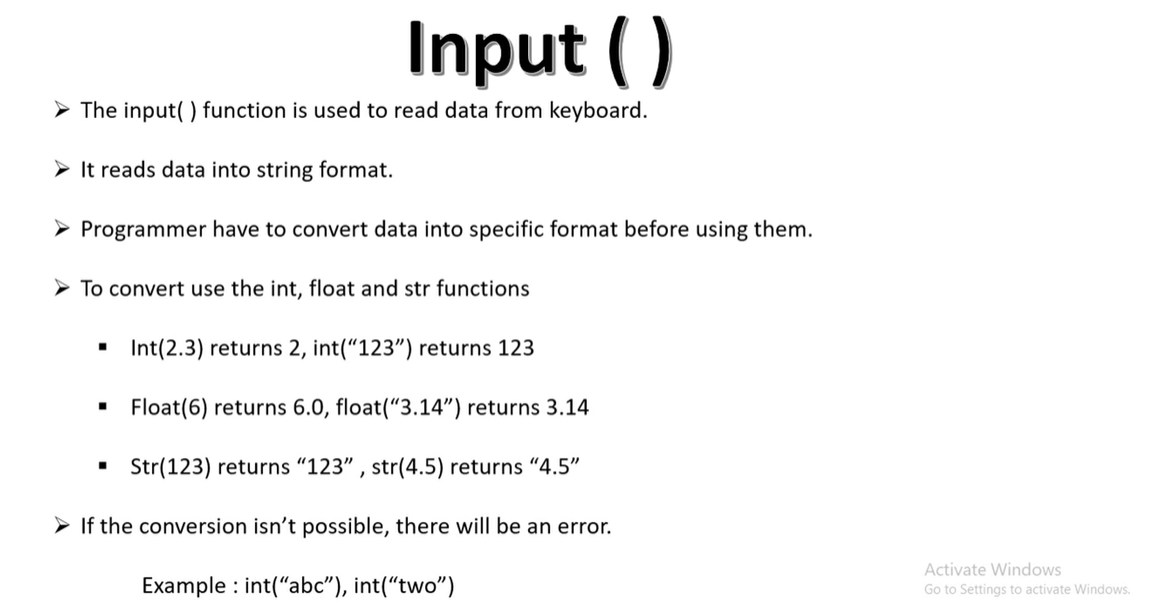 Input ( )
➢ The input( ) function is used to read data from keyboard.
➢ It reads data into string format.
➢ Programmer have to convert data into specific format before using them.
➢ To convert use the int, float and str functions
▪ Int(2.3) returns 2, int(“123”) returns 123
▪ Float(6) returns 6.0, float(“3.14”) returns 3.14
▪ Str(123) returns “123” , str(4.5) returns “4.5”
➢ If the conversion isn’t possible, there will be an error.
Example : int(“abc”), int(“two”)
Activate Windows
Go to Settings to activate Windows.